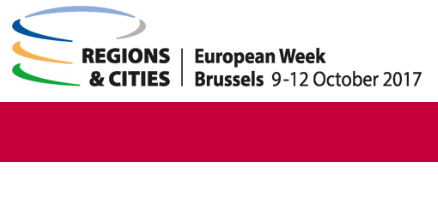 REGIONS
& CITIES
European Week
Brussels 9-12 October 2017